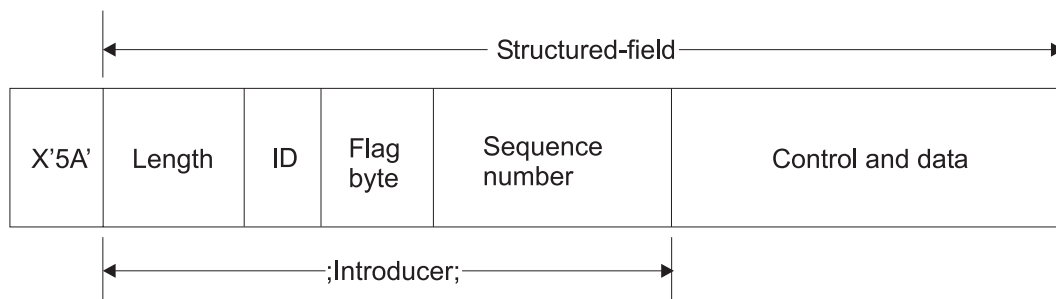 Structured-field
X'5A'
Length
ID
Flag
byte
Sequence
number
Control and data
;Introducer;